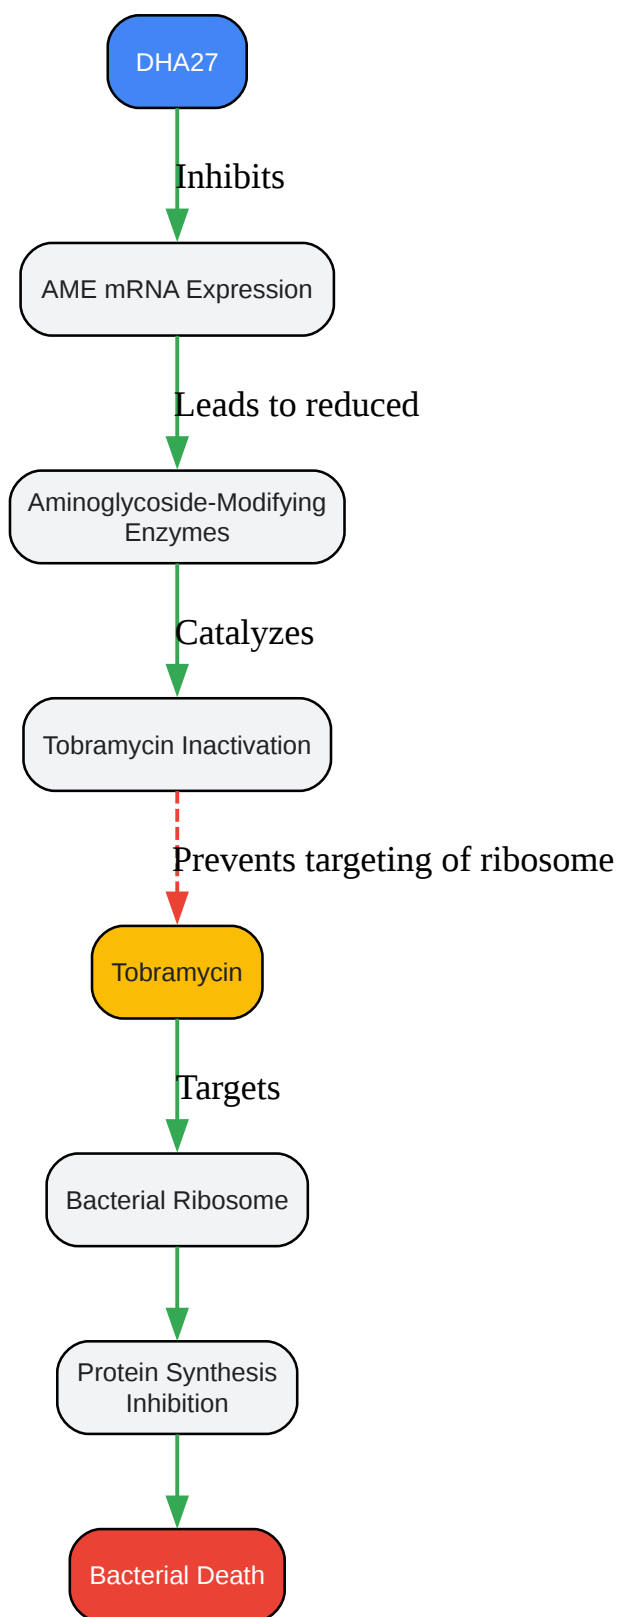 DHA27
Inhibits
AME mRNA Expression
Leads to reduced
Aminoglycoside-Modifying
Enzymes
Catalyzes
Tobramycin Inactivation
Prevents targeting of ribosome
Tobramycin
Targets
Bacterial Ribosome
Protein Synthesis
Inhibition
Bacterial Death